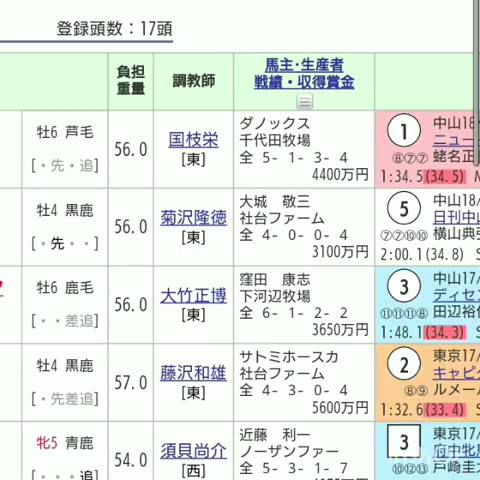 登録頭数：17頭
負担
重量
調教師
馬主･生産者
戦績・収得賞金
牡6 芦毛
[・先・追]
56.0
国枝栄
[東]
ダノックス
千代田牧場
全 5- 1- 3- 4
4400万円
1
中山18
ニュー
⑧⑦⑦ 蛯名正
1:34.5(34.5)
牡4 黒鹿
[・先・・]
56.0
菊沢隆徳
[東]
大城 敬三
社台ファーム
全 4- 0- 0- 4
3100万円
5
中山18/
日刊中山
⑦⑦⑩⑩ 横山典弘
2:00.1(34.8)
牡6 鹿毛
[・・差追]
56.0
大竹正博
[東]
窪田 康志
下河辺牧場
全 6- 1- 2- 2
3650万円
3
中山17/
ディセン
⑪⑪⑪⑧ 田辺裕信
1:48.1(34.3)
牡4 黒鹿
[・先差追]
57.0
藤沢和雄
[東]
サトミホースカ
社台ファーム
全 4- 3- 0- 4
5600万円
2
東京17/
キャピタ
⑧⑨ ルメール
1:32.6(33.4)
牝5 青鹿
[・・・追]
54.0
須貝尚介
[西]
近藤 利一
ノーザンファー
全 5- 3- 1- 7
3
東京17/
府中牝馬
⑩⑫⑬ 戸崎圭太